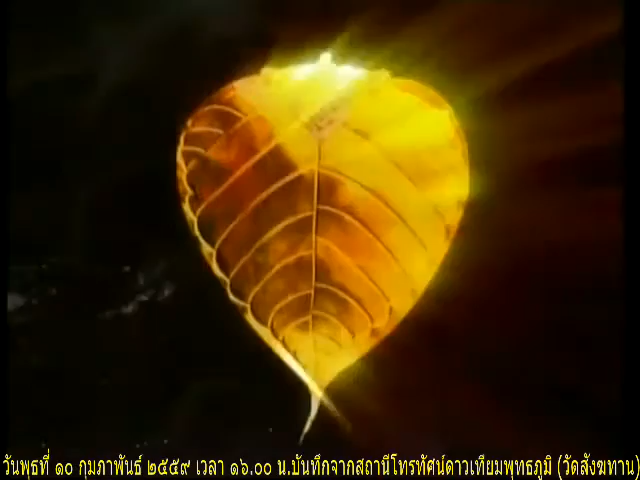 วันพุธที่ ๑๐ กุมภาพันธ์ ๒๕๕๙ เวลา ๑๖.๐๐ น.บันทึกจากสถานีโทรทัศน์ดาวเทียมพุทธภูมิ (วัดสังฆทาน)